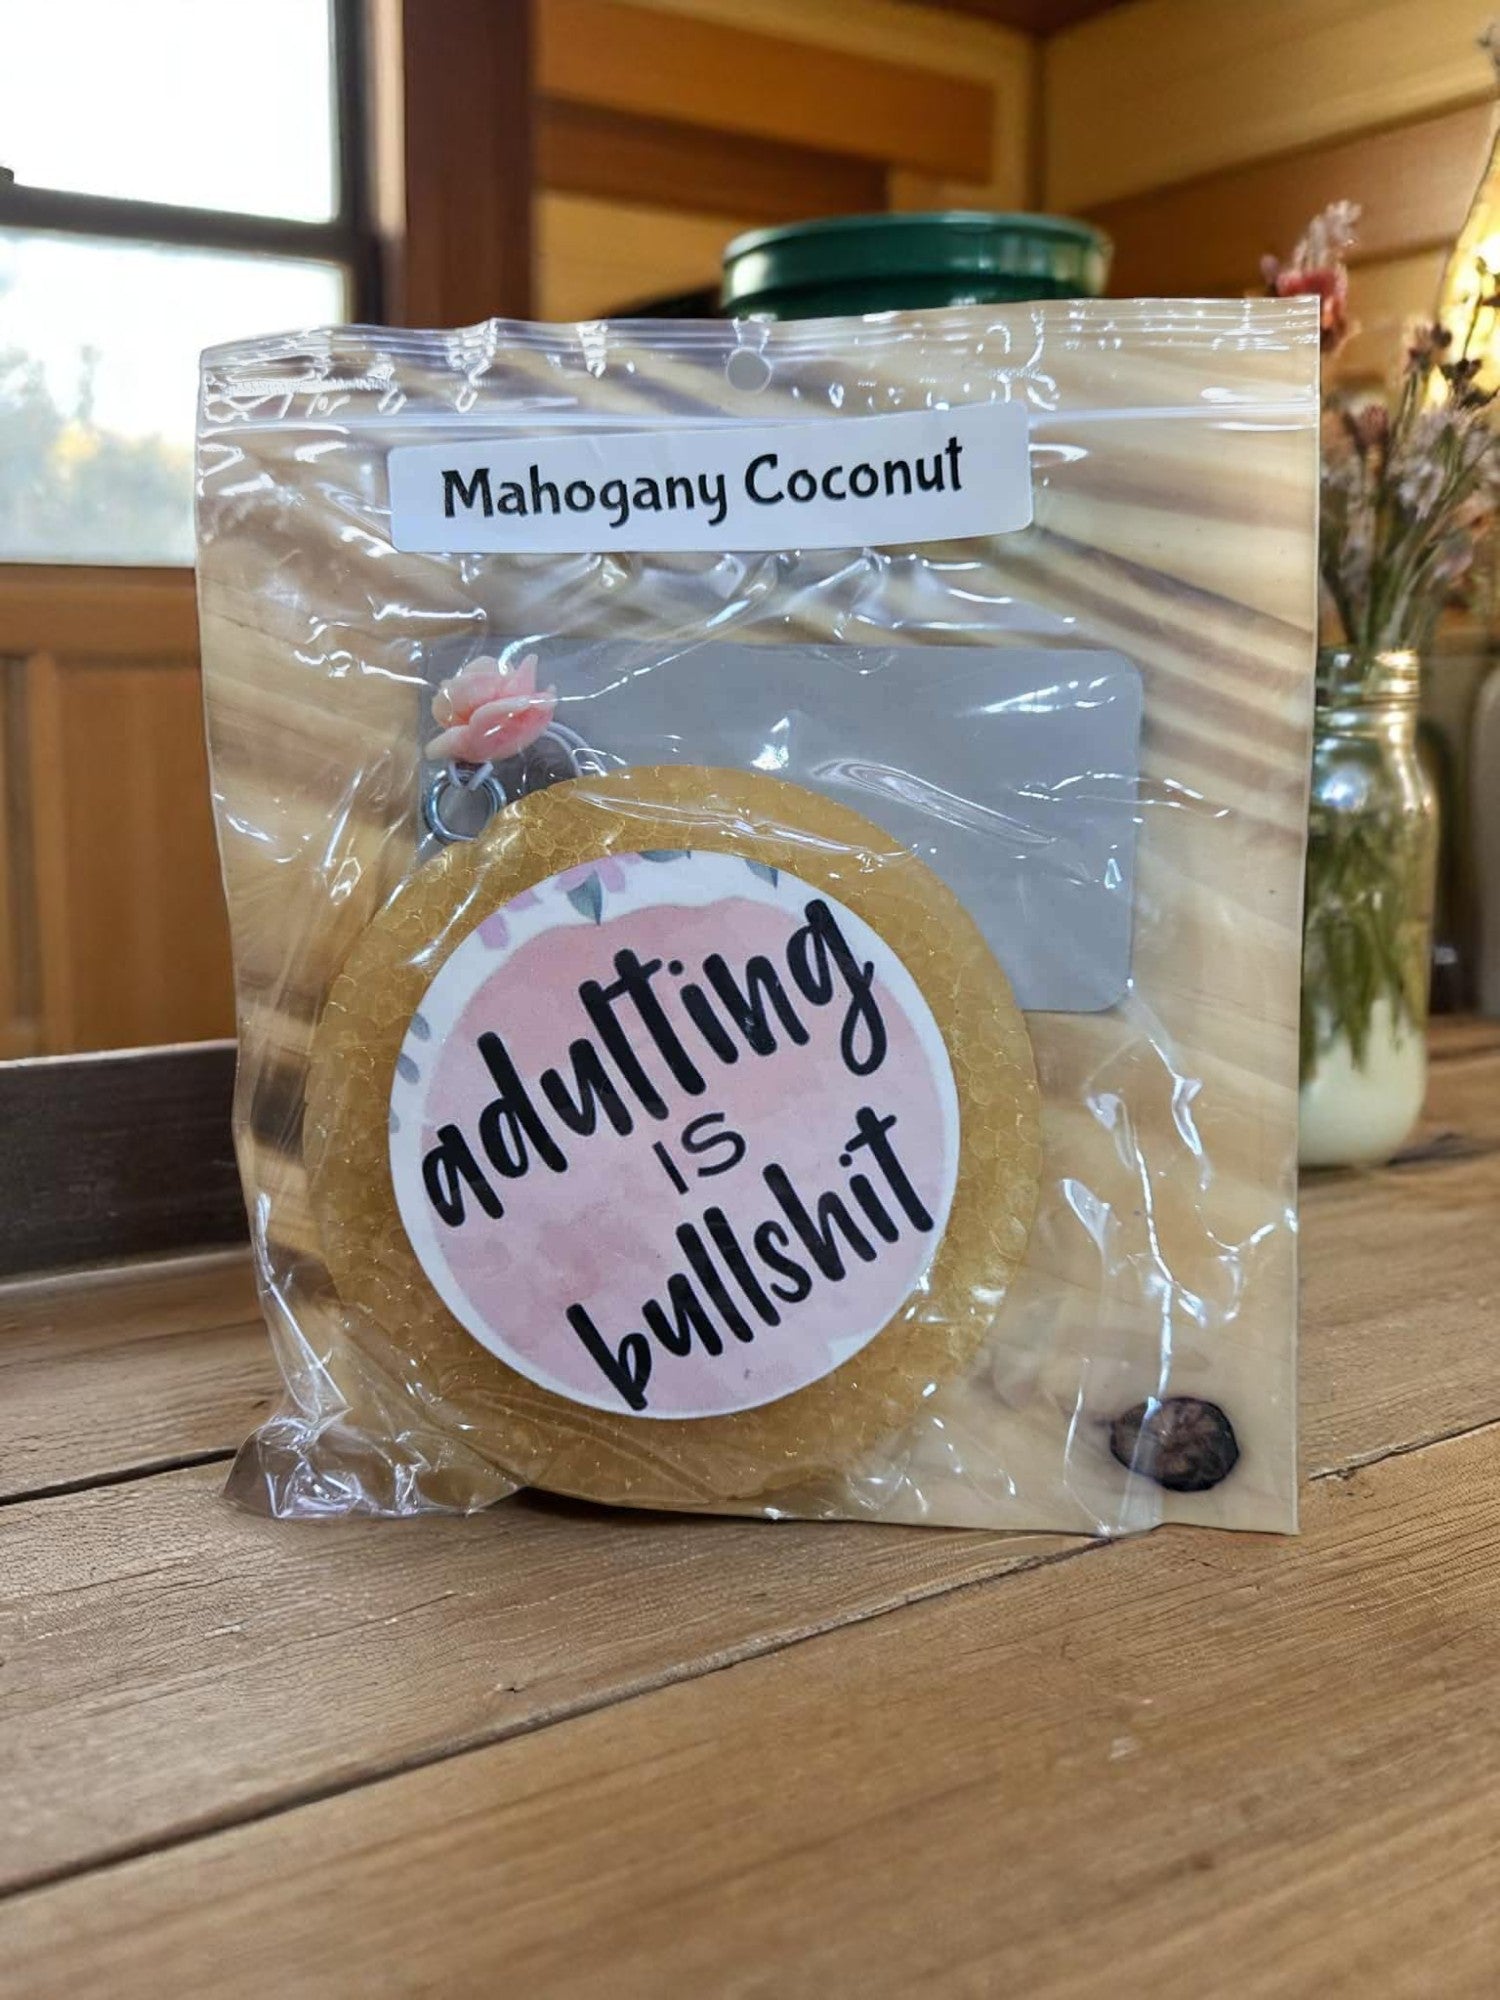 Mahogany Coconut
adulting
is
bullshit